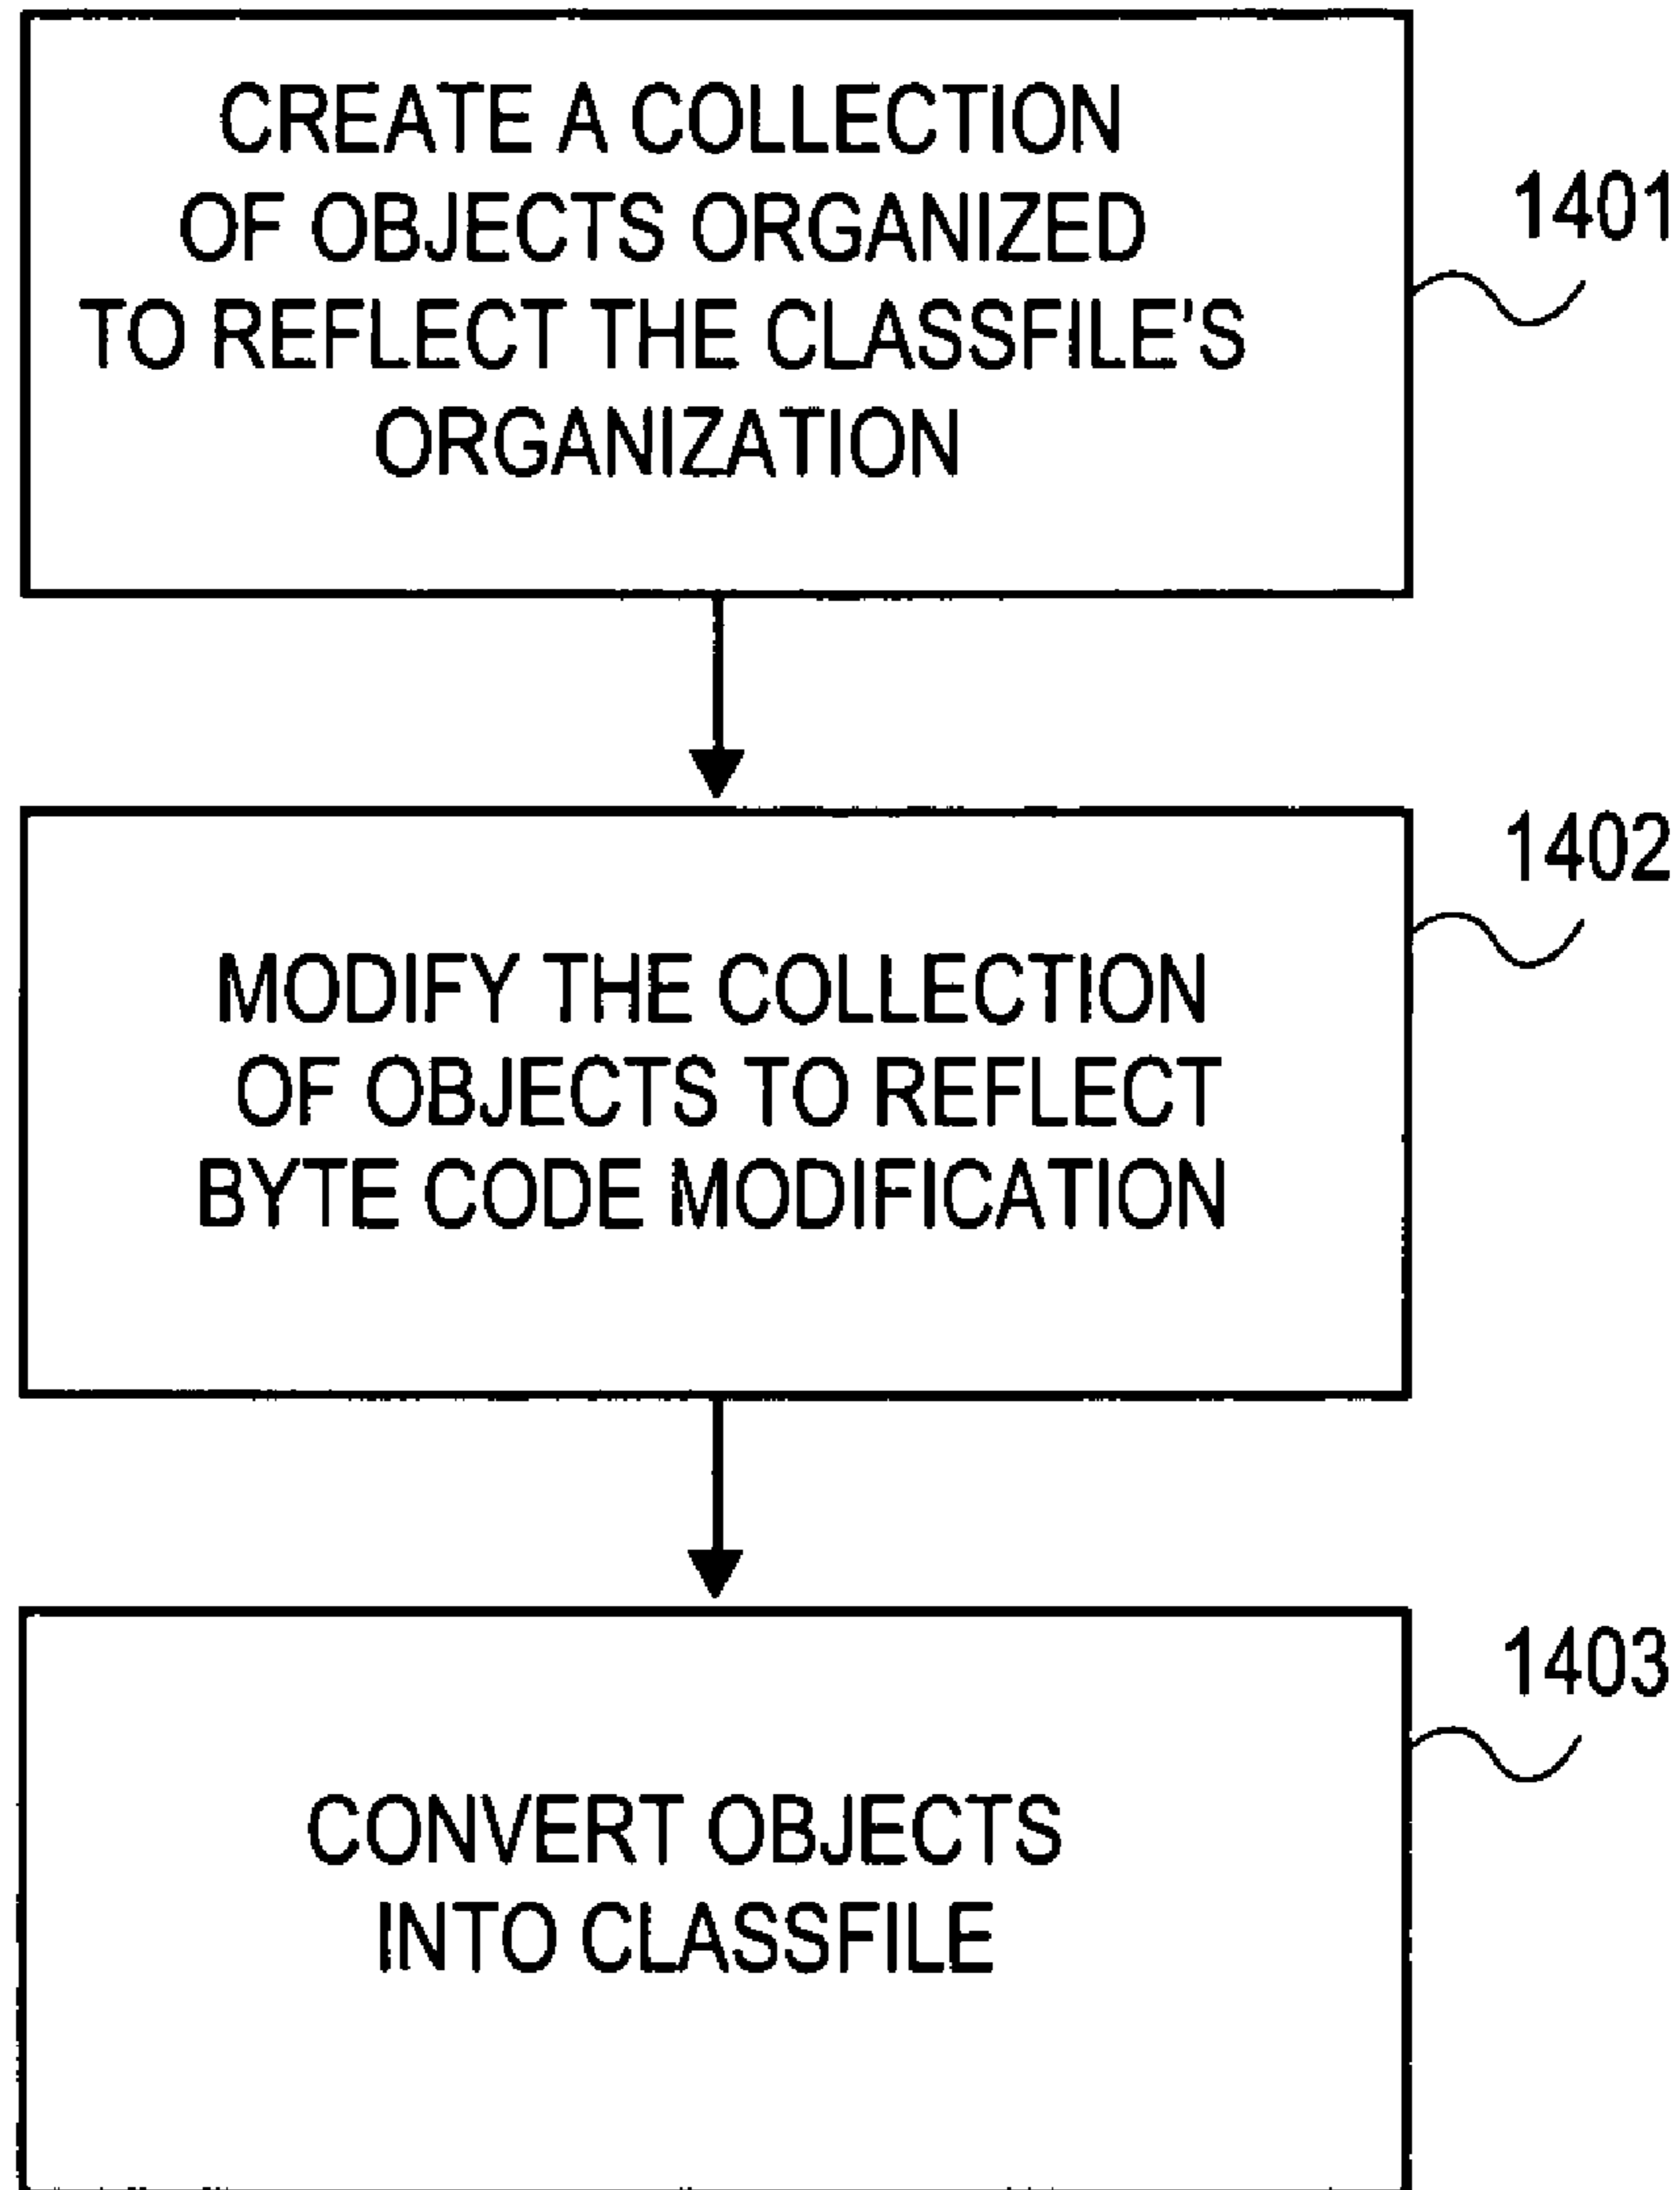 CREATE A COLLECTION
OF OBJECTS ORGANIZED
TO REFLECT THE CLASSFILE'S
ORGANIZATION
1401
MODIFY THE COLLECTION
OF OBJECTS TO REFLECT
BYTE CODE MODIFICATION
1402
CONVERT OBJECTS
INTO CLASSFILE
1403